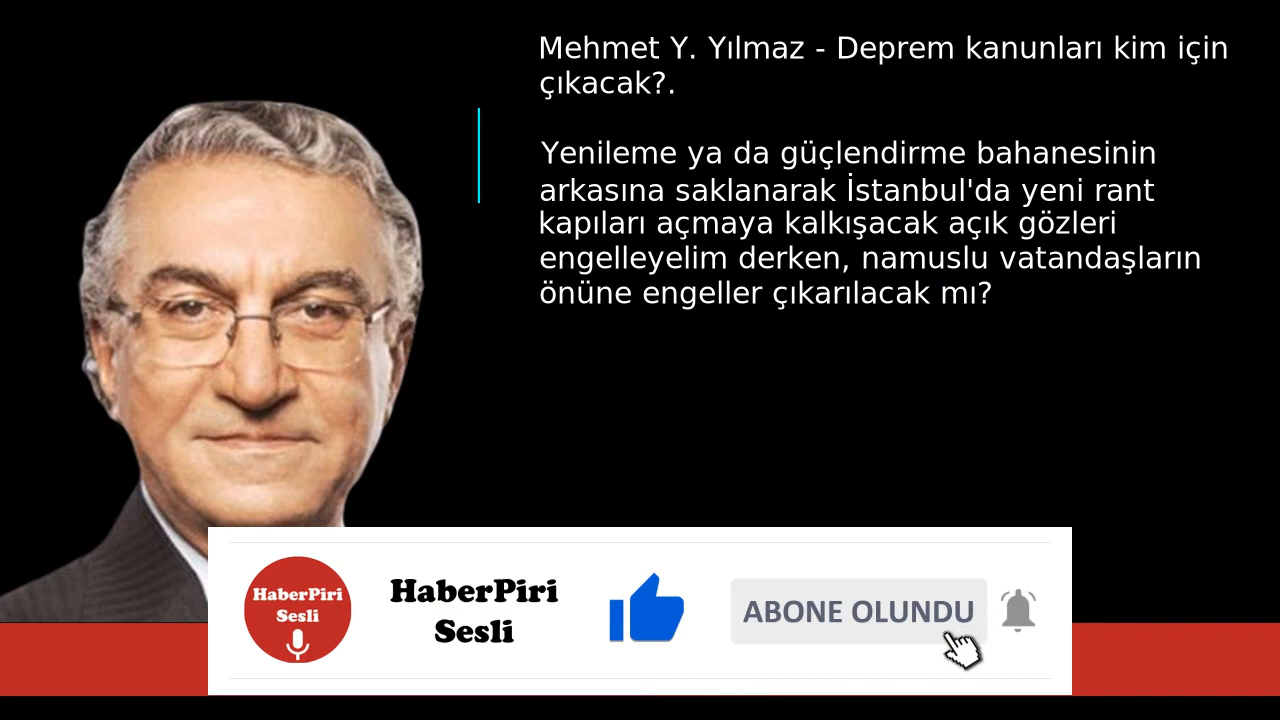 Mehmet Y. Yılmaz - Deprem kanunları kim için
çıkacak?.
Yenileme ya da güçlendirme bahanesinin
arkasına saklanarak İstanbul'da yeni rant
kapıları açmaya kalkışacak açık gözleri
engelleyelim derken, namuslu vatandaşların
önüne engeller çıkarılacak mı?
HaberPiri
Sesli
HaberPiri
Sesli
ABONE OLUNDU